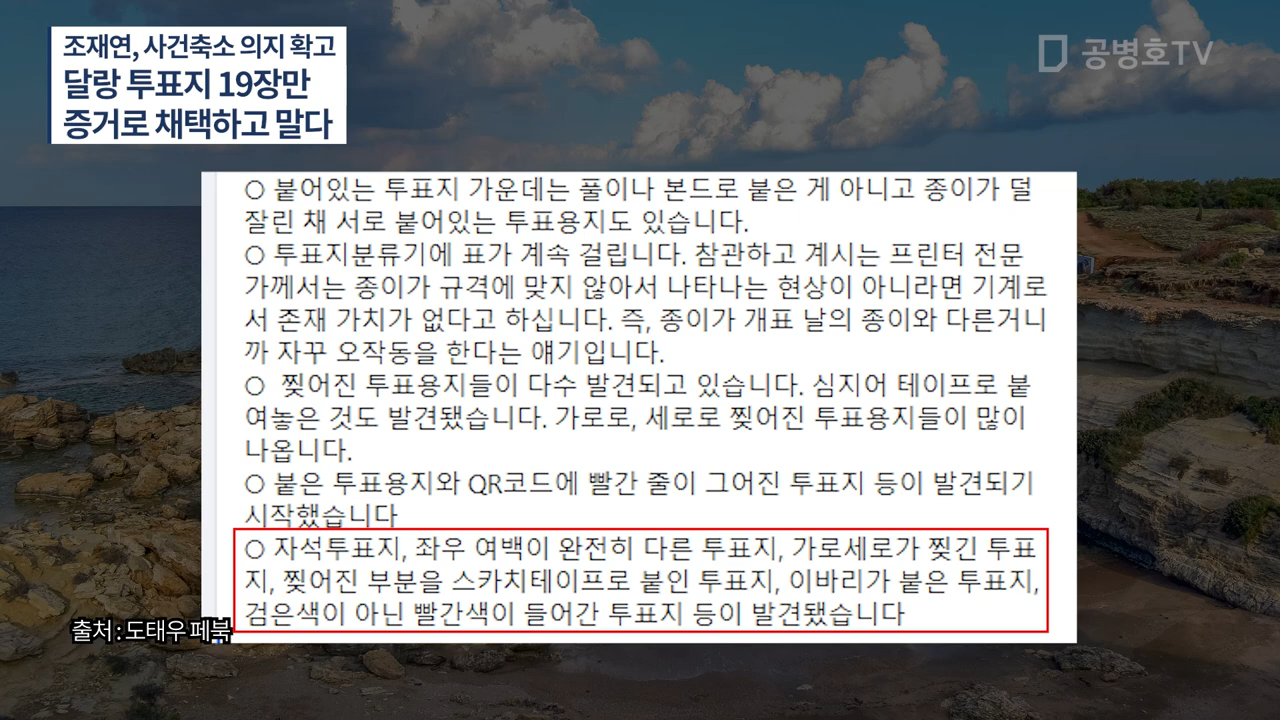 조재연, 사건축소 의지 확고
달랑 투표지 19장만
증거로 채택하고 말다
공병호TV
○ 붙어있는 투표지 가운데는 풀이나 본드로 붙은 게 아니고 종이가 덜
잘린 채 서로 붙어있는 투표용지도 있습니다.
○ 투표지분류기에 표가 계속 걸립니다. 참관하고 계시는 프린터 전문
가께서는 종이가 규격에 맞지 않아서 나타나는 현상이 아니라면 기계로
서 존재 가치가 없다고 하십니다. 즉, 종이가 개표 날의 종이와 다른거니
까 자꾸 오작동을 한다는 얘기입니다.
○ 찢어진 투표용지들이 다수 발견되고 있습니다. 심지어 테이프로 붙
여놓은 것도 발견됐습니다. 가로로, 세로로 찢어진 투표용지들이 많이
나옵니다.
○ 붙은 투표용지와 QR코드에 빨간 줄이 그어진 투표지 등이 발견되기
시작했습니다
○ 자석투표지, 좌우 여백이 완전히 다른 투표지, 가로세로가 찢긴 투표
지, 찢어진 부분을 스카치테이프로 붙인 투표지, 이바리가 붙은 투표지,
검은색이 아닌 빨간색이 들어간 투표지 등이 발견됐습니다
출처 : 도태우 페북